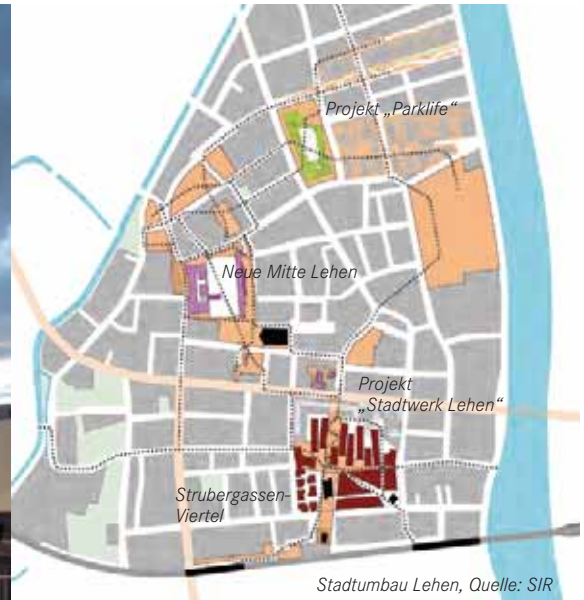 Projekt „Parklife“
Neue Mitte Lehen
Projekt
„Stadtwerk Lehen“
Strubergassen-
Viertel
Stadtumbau Lehen, Quelle: SIR